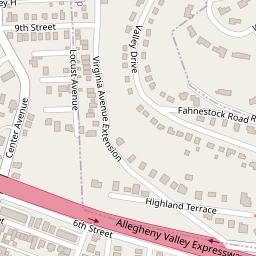 9th Street
Valley Drive
Locust Avenue
Virginia Avenue Extension
Fahnestock Road
Center Avenue
Highland Terrace
6th Street
Allegheny Valley Expressw